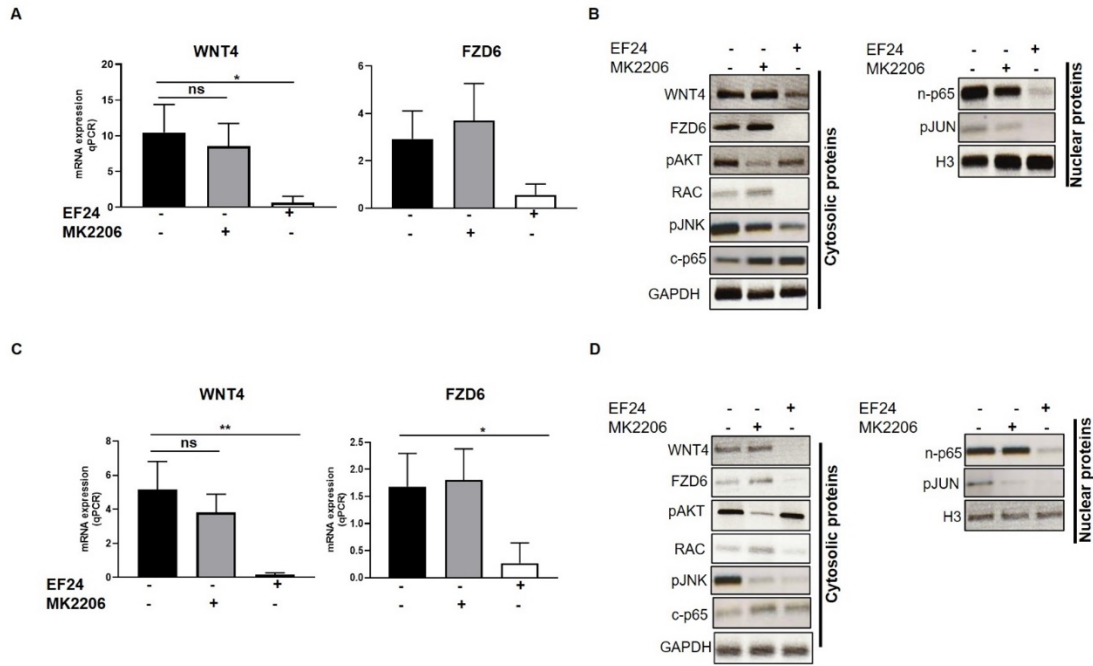 A
WNT4
mRNA expression
(qPCR)
15
10
5
0
*
ns
EF24 - - +
MK2206 - + -
FZD6
6
4
2
0
- - +
- + -
B
EF24 - - +
MK2206 - + -
WNT4
FZD6
pAKT
RAC
pJNK
c-p65
GAPDH
Cytosolic proteins
- - +
- + -
n-p65
pJUN
H3
Nuclear proteins
C
WNT4
mRNA expression
(qPCR)
8
6
4
2
0
**
ns
EF24 - - +
MK2206 - + -
FZD6
mRNA expression
(qPCR)
2.5
2.0
1.5
1.0
0.5
0.0
*
- - +
- + -
D
EF24 - - +
MK2206 - + -
WNT4
FZD6
pAKT
RAC
pJNK
c-p65
GAPDH
Cytosolic proteins
EF24 - - +
MK2206 - + -
n-p65
pJUN
H3
Nuclear proteins